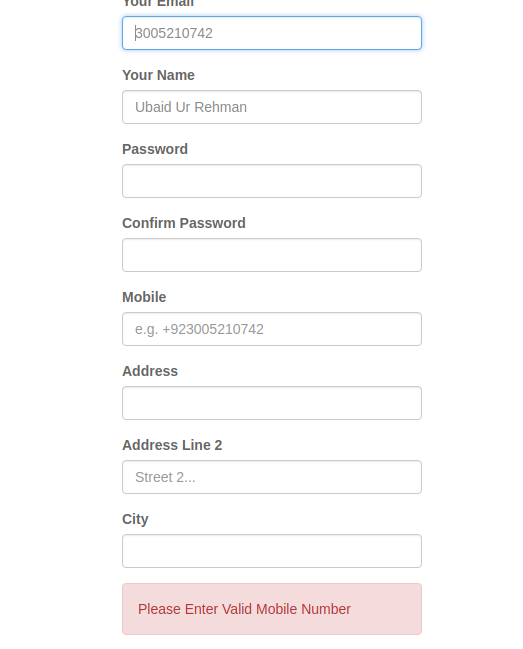 Your Email
3005210742
Your Name
Ubaid Ur Rehman
Password
Confirm Password
Mobile
e.g. +923005210742
Address
Address Line 2
Street 2...
City
Please Enter Valid Mobile Number